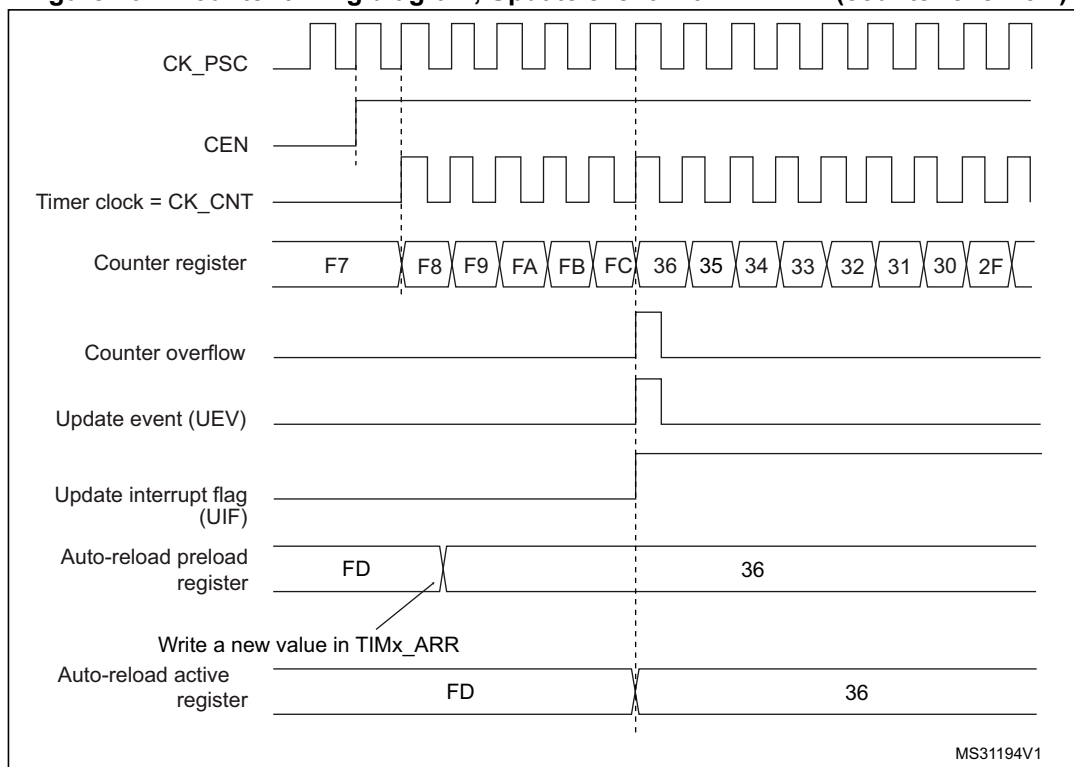 CK_PSC
CEN
Timer clock = CK_CNT
Counter register
F7 F8 F9 FA FB FC 36 35 34 33 32 31 30 2F
Counter overflow
Update event (UEV)
Update interrupt flag
(UIF)
Auto-reload preload
register
FD 36
Write a new value in TIMx_ARR
Auto-reload active
register
FD 36
MS31194V1